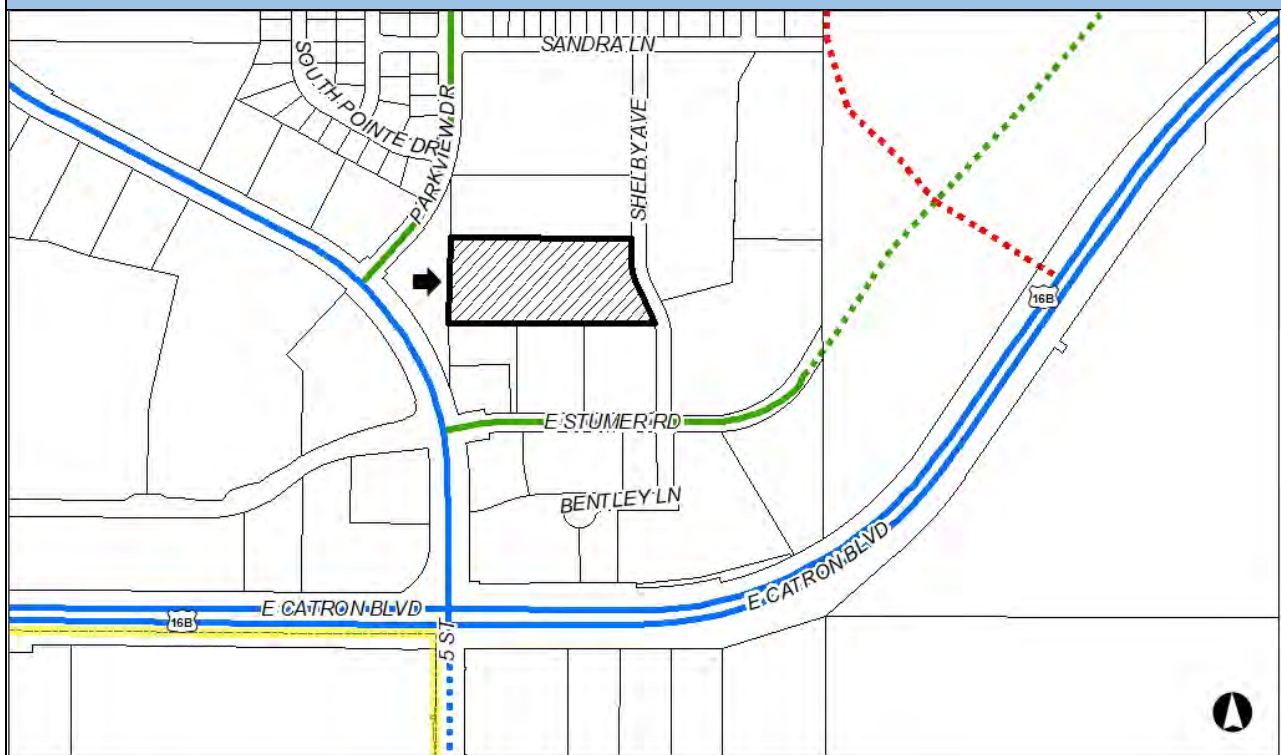 SANDRA LN
SOUTH POINTE DR
PARKVIEW DR
SHELBY AVE
16B
E STUMER RD
BENTLEY LN
E CATRON BLVD
E CATRON BLVD
16B
5 ST